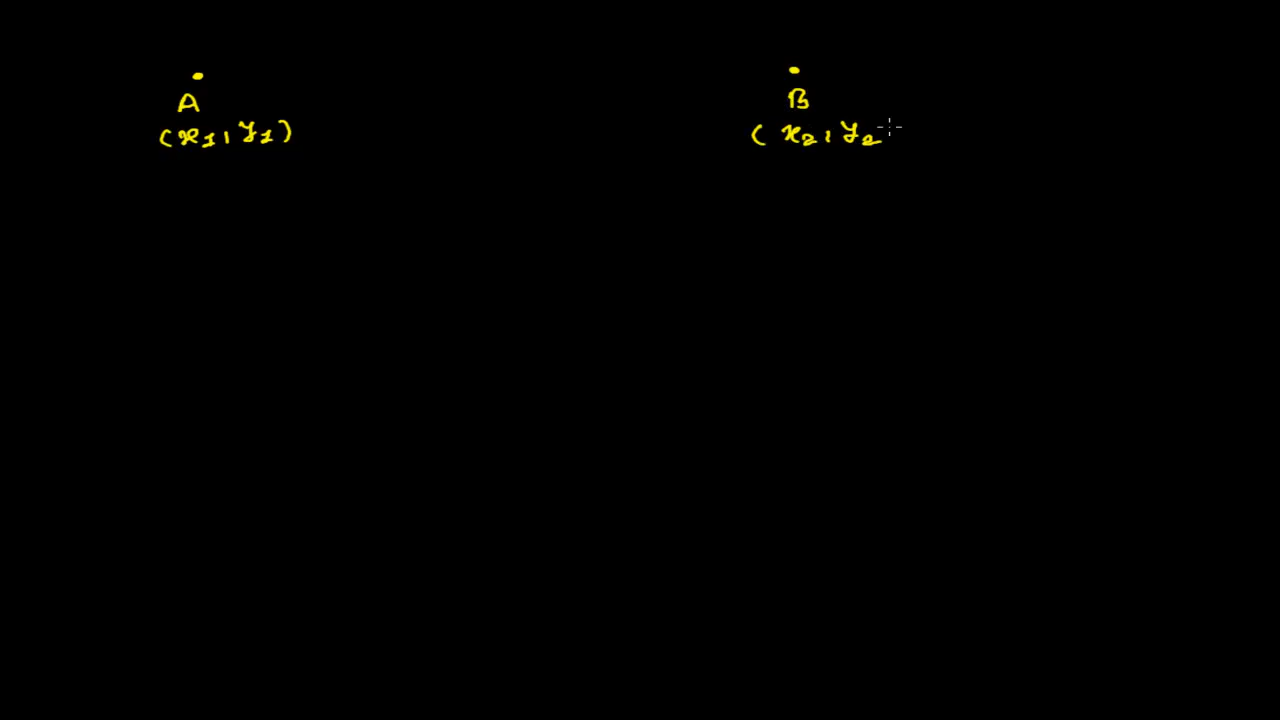 A B
(x₁, y₁) ( x₂, y₂